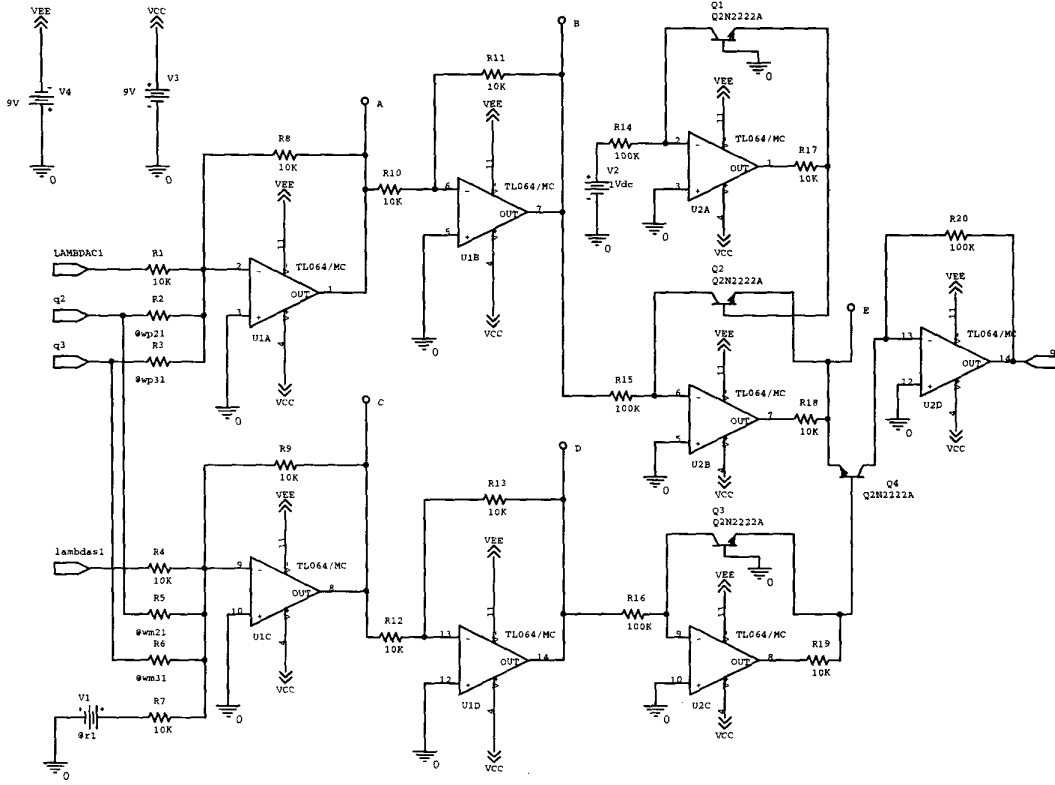 VEE
VCC
V4
9V
V3
9V
0
0
LAMBDAC1
R1
10K
q2
R2
@wp21
q3
R3
@wp31
R8
10K
VEE
11
TL064/MC
2
3
OUT
1
U1A
4
VCC
0
A
R10
10K
R11
10K
VEE
11
TL064/MC
6
5
OUT
7
U1B
4
VCC
0
B
Q1
Q2N2222A
0
VEE
11
R14
100K
V2
1Vdc
0
TL064/MC
2
3
OUT
1
U2A
4
VCC
0
R17
10K
Q2
Q2N2222A
VEE
11
R15
100K
TL064/MC
6
5
OUT
7
U2B
4
VCC
0
R18
10K
E
R20
100K
VEE
11
TL064/MC
13
12
OUT
14
U2D
4
VCC
0
Q4
Q2N2222A
lambdas1
R4
10K
R5
@wm21
R6
@wm31
V1
@r1
R7
10K
0
R9
10K
VEE
11
TL064/MC
9
10
OUT
8
U1C
4
VCC
0
C
R12
10K
R13
10K
VEE
11
TL064/MC
13
12
OUT
14
U1D
4
VCC
0
D
R16
100K
Q3
Q2N2222A
0
VEE
11
TL064/MC
9
10
OUT
8
U2C
4
VCC
0
R19
10K